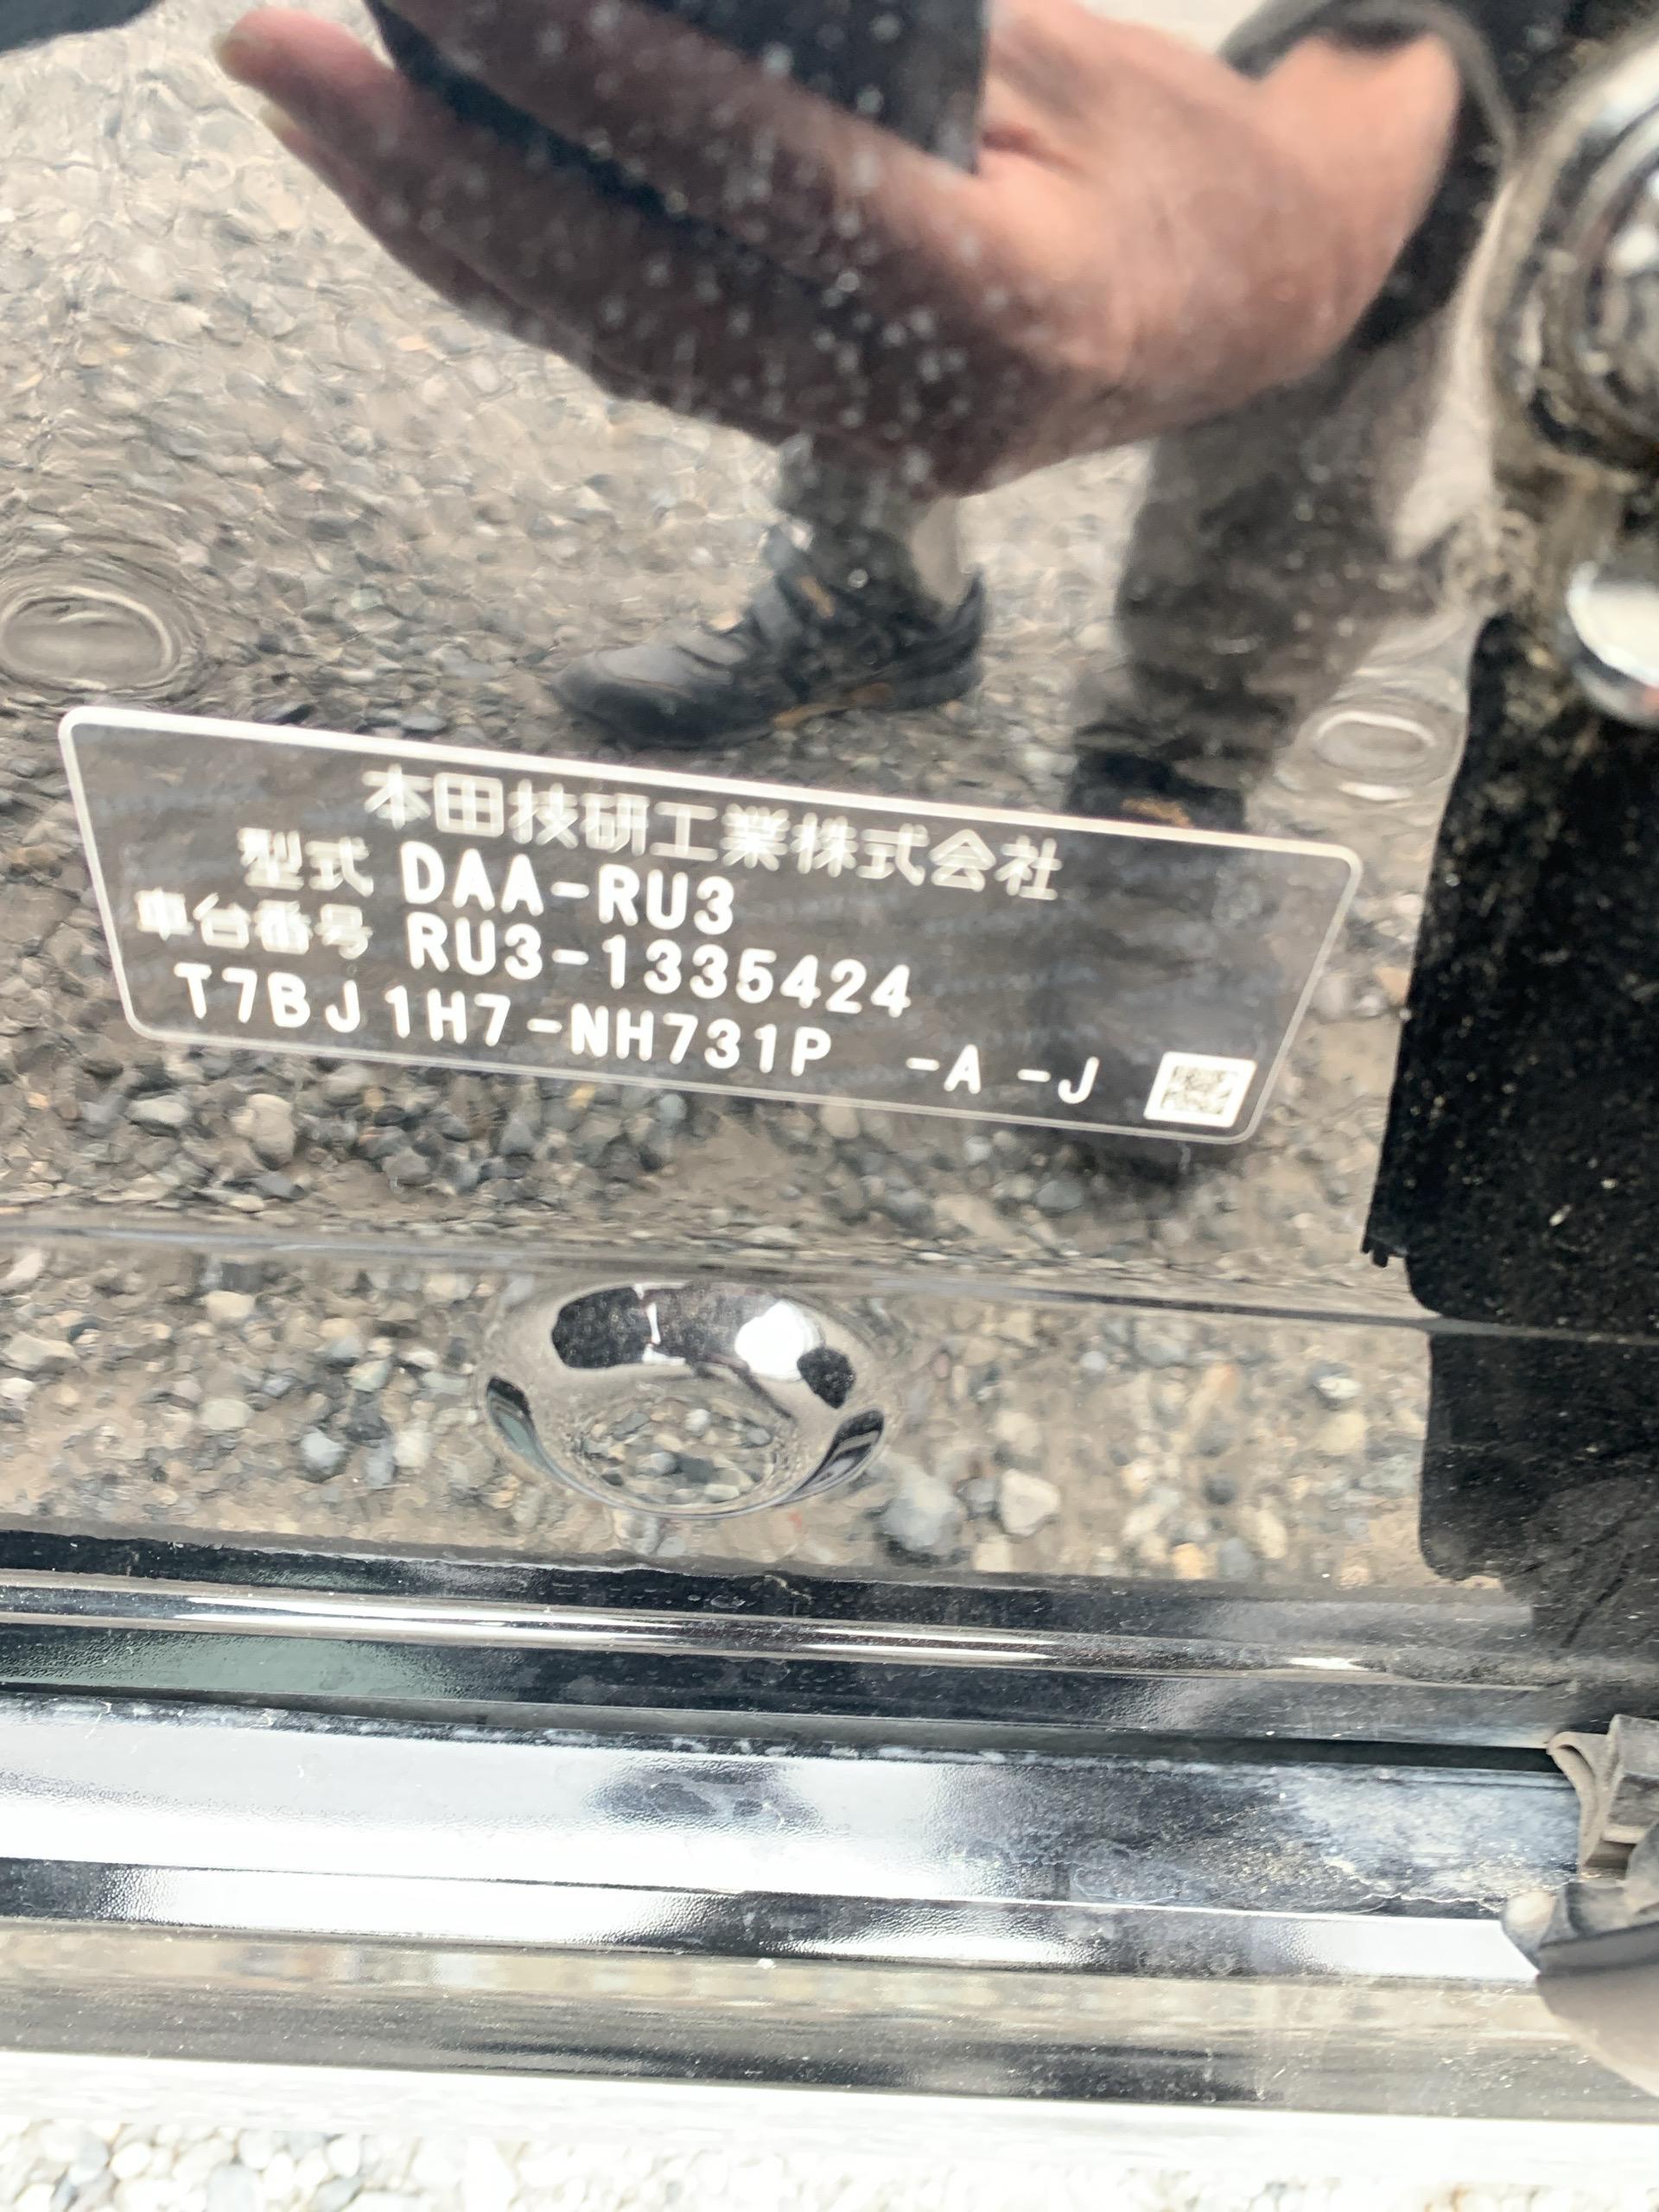 本田技研工業株式会社
型式 DAA-RU3
車台番号 RU3-1335424
T7BJ1H7-NH731P -A -J